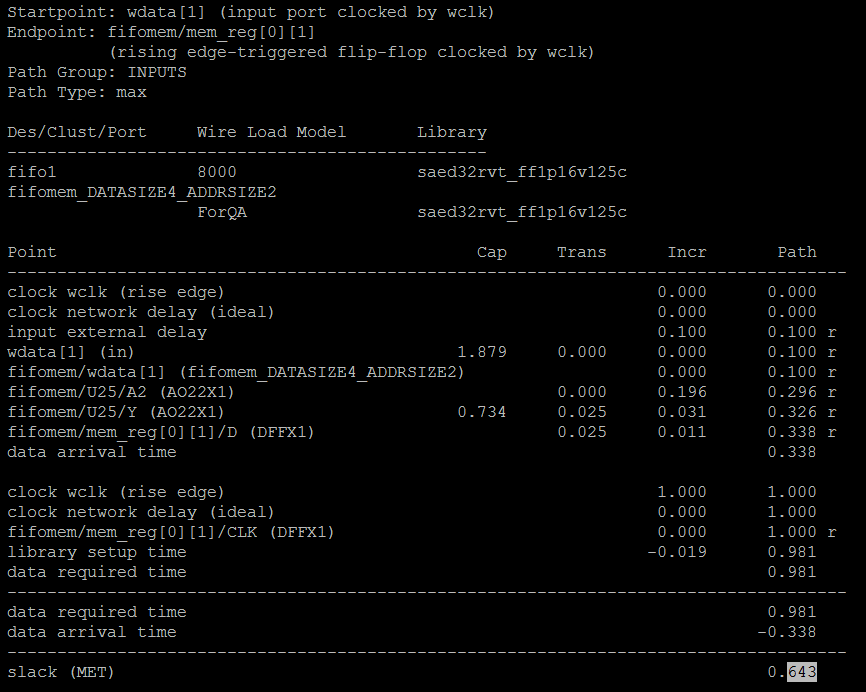 Startpoint: wdata[1] (input port clocked by wclk)
Endpoint: fifomem/mem_reg[0][1]
(rising edge-triggered flip-flop clocked by wclk)
Path Group: INPUTS
Path Type: max
Des/Clust/Port     Wire Load Model       Library
------------------------------------------------
fifo1              8000                  saed32rvt_ff1p16v125c
fifomem_DATASIZE4_ADDRSIZE2
ForQA                 saed32rvt_ff1p16v125c
Point                                          Cap     Trans      Incr       Path
------------------------------------------------------------------------------------
clock wclk (rise edge)                                           0.000      0.000
clock network delay (ideal)                                      0.000      0.000
input external delay                                             0.100      0.100 r
wdata[1] (in)                                1.879     0.000     0.000      0.100 r
fifomem/wdata[1] (fifomem_DATASIZE4_ADDRSIZE2)                   0.000      0.100 r
fifomem/U25/A2 (AO22X1)                                0.000     0.196      0.296 r
fifomem/U25/Y (AO22X1)                       0.734     0.025     0.031      0.326 r
fifomem/mem_reg[0][1]/D (DFFX1)                        0.025     0.011      0.338 r
data arrival time                                                           0.338
clock wclk (rise edge)                                           1.000      1.000
clock network delay (ideal)                                      0.000      1.000
fifomem/mem_reg[0][1]/CLK (DFFX1)                                0.000      1.000 r
library setup time                                              -0.019      0.981
data required time                                                          0.981
------------------------------------------------------------------------------------
data required time                                                          0.981
data arrival time                                                          -0.338
------------------------------------------------------------------------------------
slack (MET)                                                                 0.643